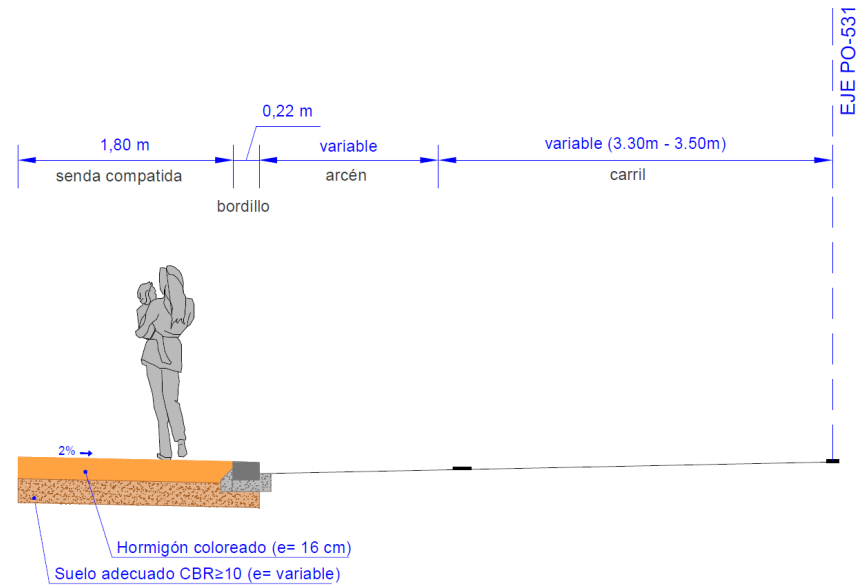 EJE PO-531
0,22 m
1,80 m
variable
variable (3.30m - 3.50m)
senda compatida
arcén
carril
bordillo
2%
Hormigón coloreado (e= 16 cm)
Suelo adecuado CBR≥10 (e= variable)